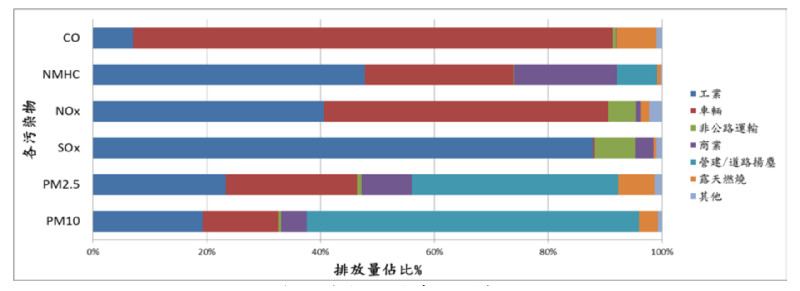 各污染物
CO
NMHC
NOx
SOx
PM2.5
PM10
0%
20%
40%
60%
80%
100%
排放量佔比%
工業
車輛
非公路運輸
商業
營建/道路揚塵
露天燃燒
其他